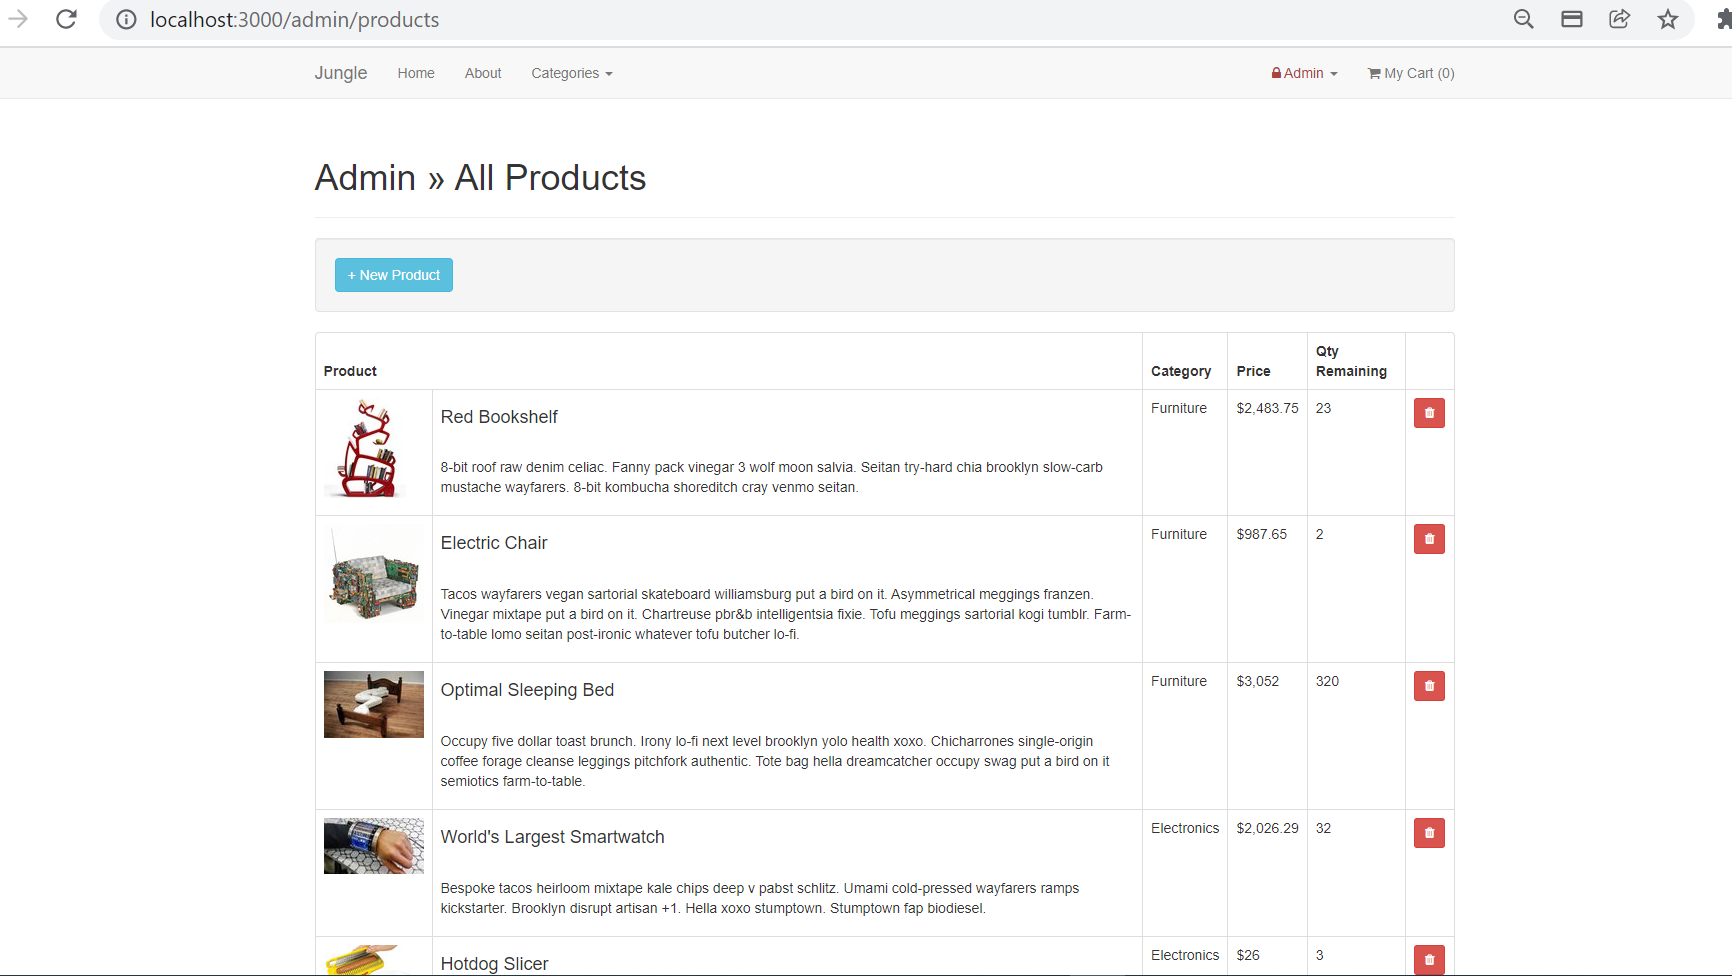 localhost:3000/admin/products
Jungle Home About Categories Admin My Cart (0)
Admin » All Products
+ New Product
Product Category Price Qty Remaining
Red Bookshelf Furniture $2,483.75 23
8-bit roof raw denim celiac. Fanny pack vinegar 3 wolf moon salvia. Seitan try-hard chia brooklyn slow-carb
mustache wayfarers. 8-bit kombucha shoreditch cray venmo seitan.
Electric Chair Furniture $987.65 2
Tacos wayfarers vegan sartorial skateboard williamsburg put a bird on it. Asymmetrical meggings franzen.
Vinegar mixtape put a bird on it. Chartreuse pbr&b intelligentsia fixie. Tofu meggings sartorial kogi tumblr. Farm-
to-table lomo seitan post-ironic whatever tofu butcher lo-fi.
Optimal Sleeping Bed Furniture $3,052 320
Occupy five dollar toast brunch. Irony lo-fi next level brooklyn yolo health xoxo. Chicharrones single-origin
coffee forage cleanse leggings pitchfork authentic. Tote bag hella dreamcatcher occupy swag put a bird on it
semiotics farm-to-table.
World's Largest Smartwatch Electronics $2,026.29 32
Bespoke tacos heirloom mixtape kale chips deep v pabst schlitz. Umami cold-pressed wayfarers ramps
kickstarter. Brooklyn disrupt artisan +1. Hella xoxo stumptown. Stumptown fap biodiesel.
Hotdog Slicer Electronics $26 3